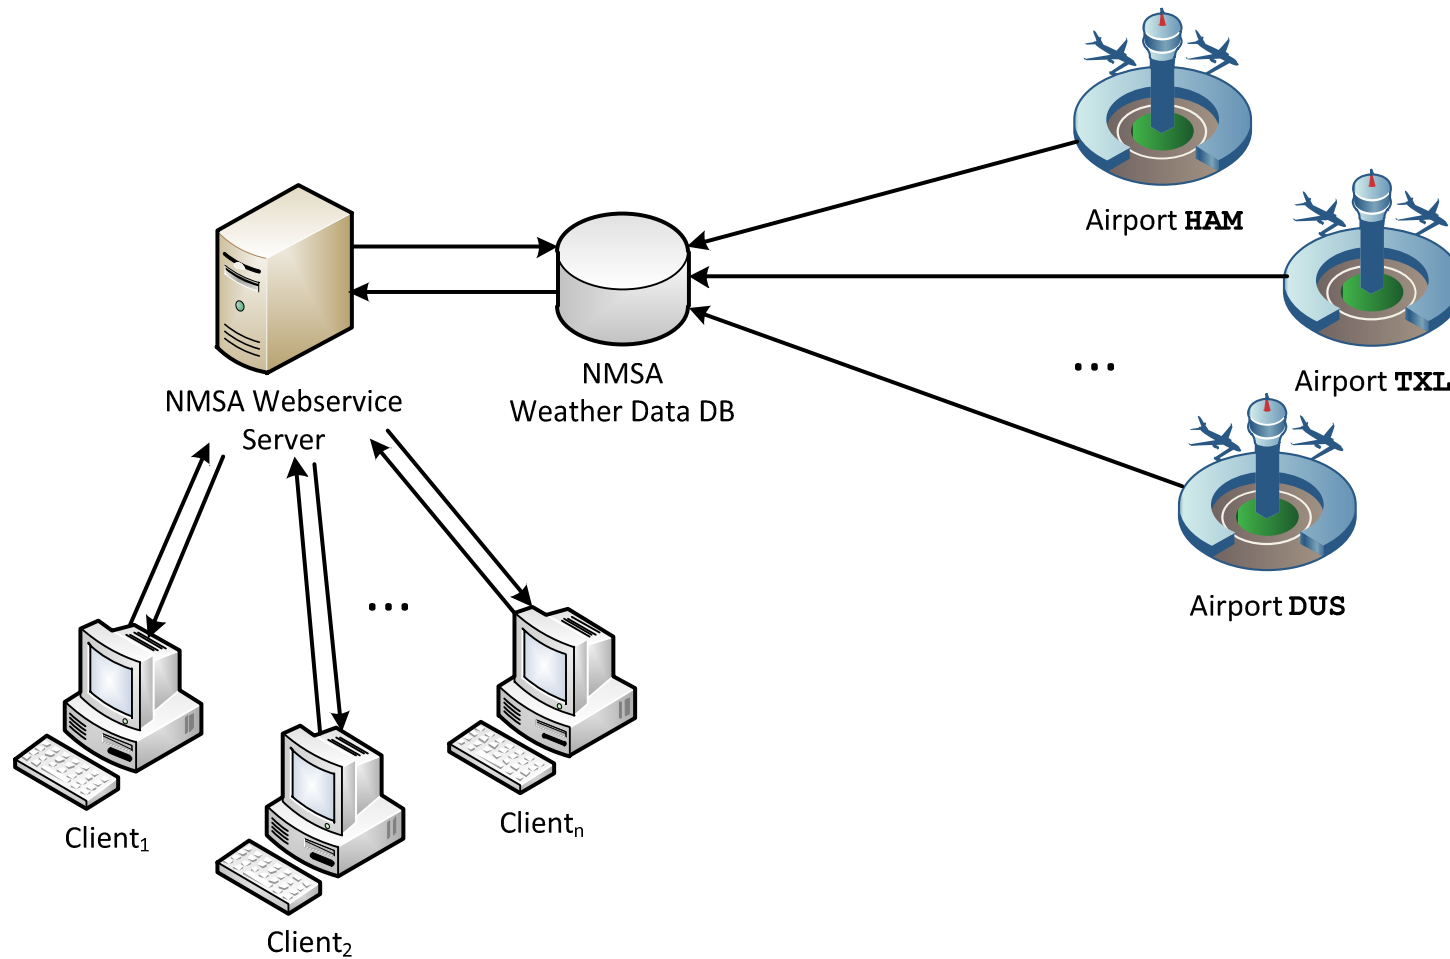 Airport HAM
Airport TXL
NMSA
Weather Data DB
NMSA Webservice
Server
...
Airport DUS
...
Client₁
Clientₙ
Client₂